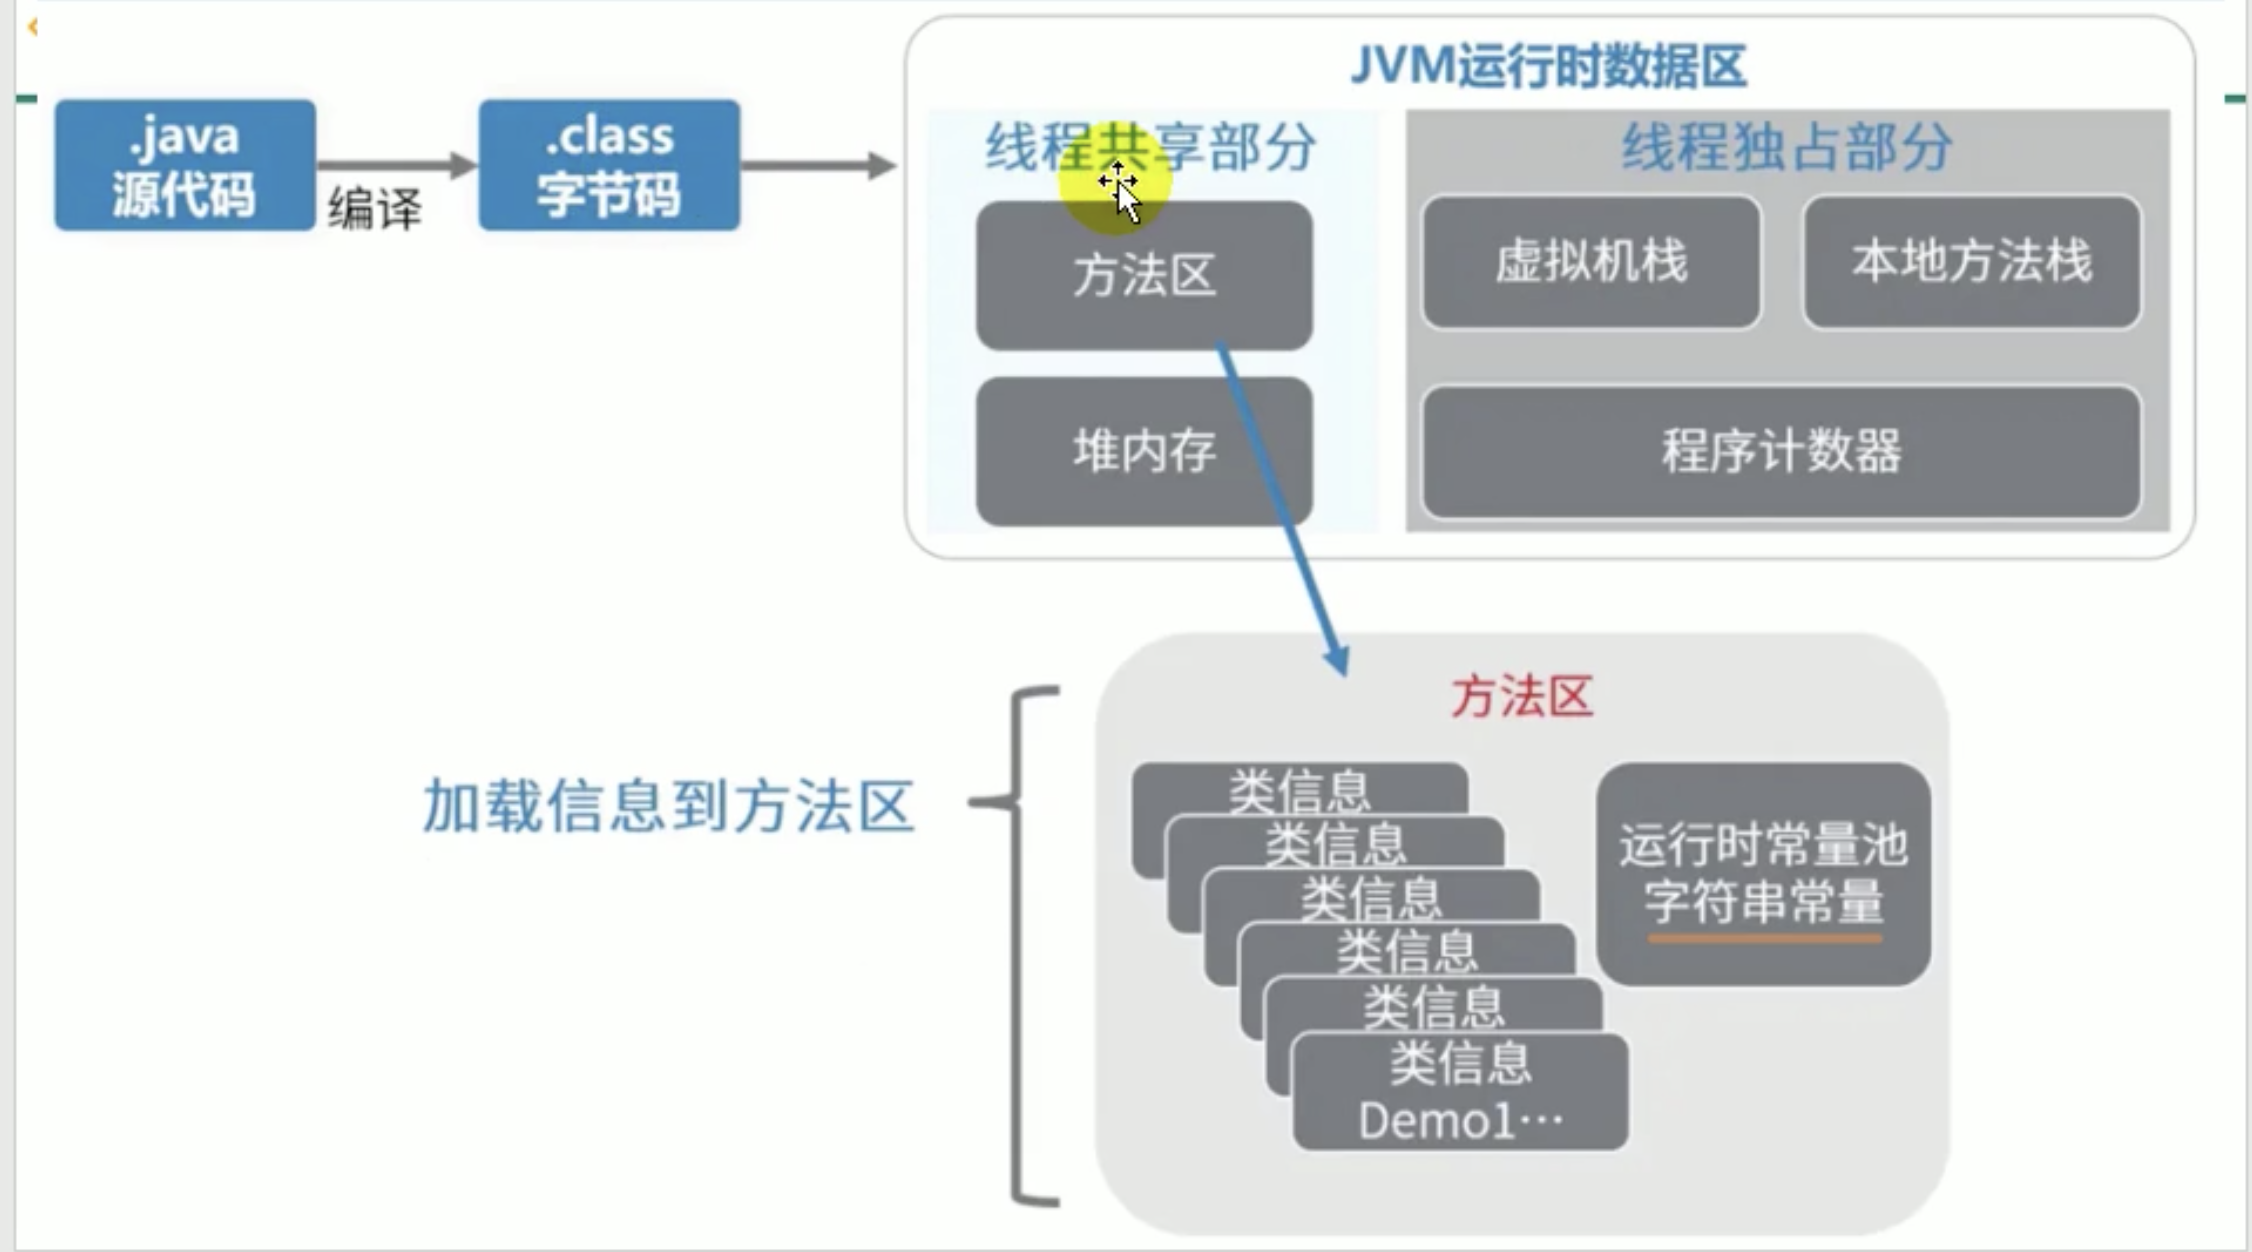 JVM运行时数据区
.java
源代码
编译
.class
字节码
线程共享部分
线程独占部分
方法区
虚拟机栈
本地方法栈
堆内存
程序计数器
方法区
加载信息到方法区
类信息
类信息
类信息
类信息
类信息
类信息
Demo1…
运行时常量池
字符串常量